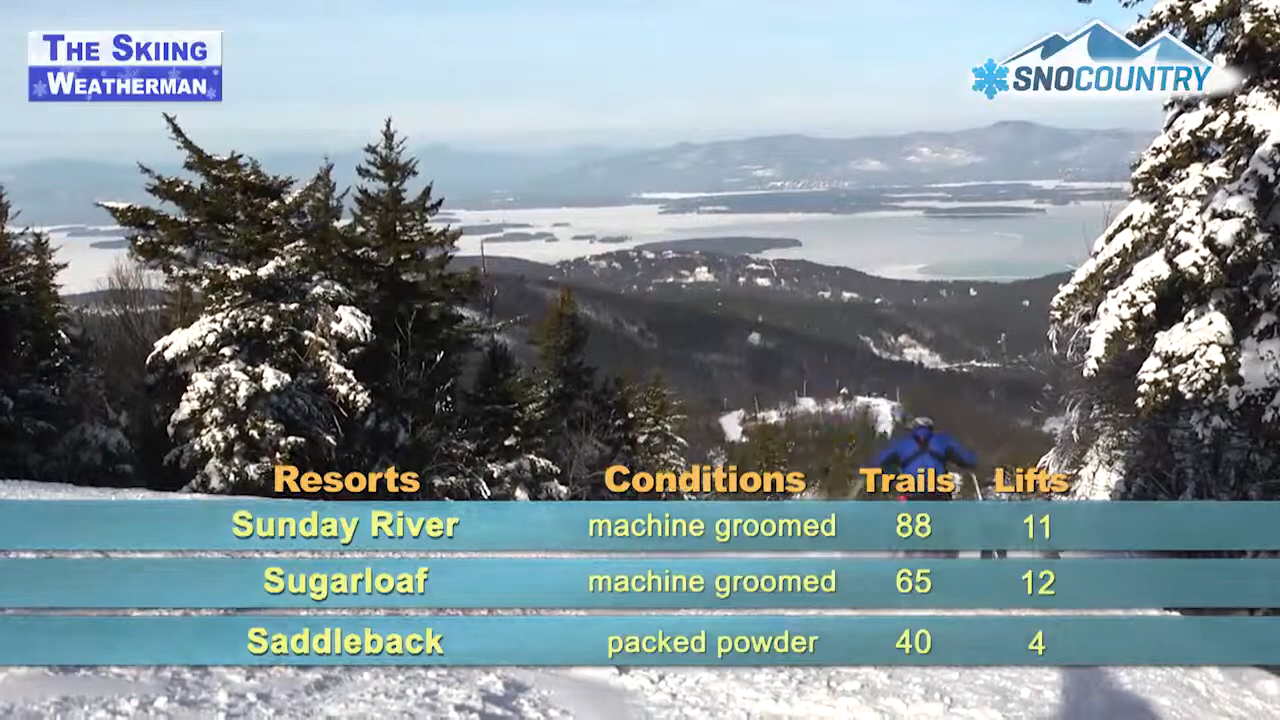 THE SKIING
WEATHERMAN
SNOCOUNTRY
Resorts Conditions Trails Lifts
Sunday River machine groomed 88 11
Sugarloaf machine groomed 65 12
Saddleback packed powder 40 4